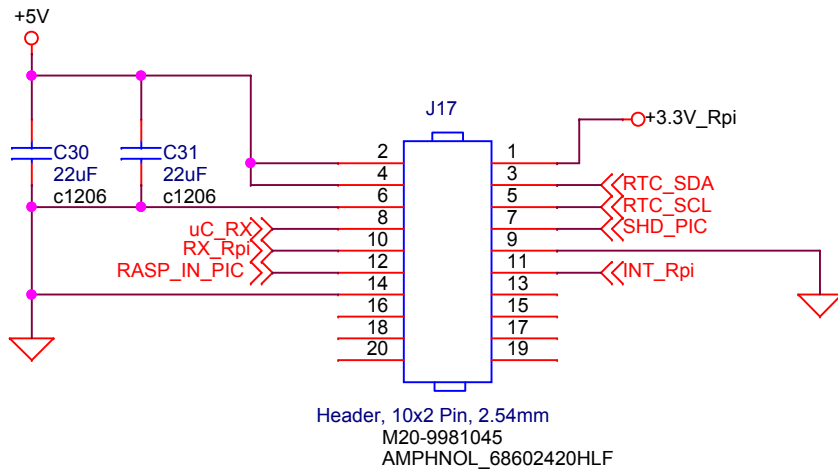 +5V
J17
+3.3V_Rpi
C30
22uF
c1206
C31
22uF
c1206
2 1
4 3 RTC_SDA
6 5 RTC_SCL
uC_RX 8 7 SHD_PIC
RX_Rpi 10 9
RASP_IN_PIC 12 11 INT_Rpi
14 13
16 15
18 17
20 19
Header, 10x2 Pin, 2.54mm
M20-9981045
AMPHNOL_68602420HLF